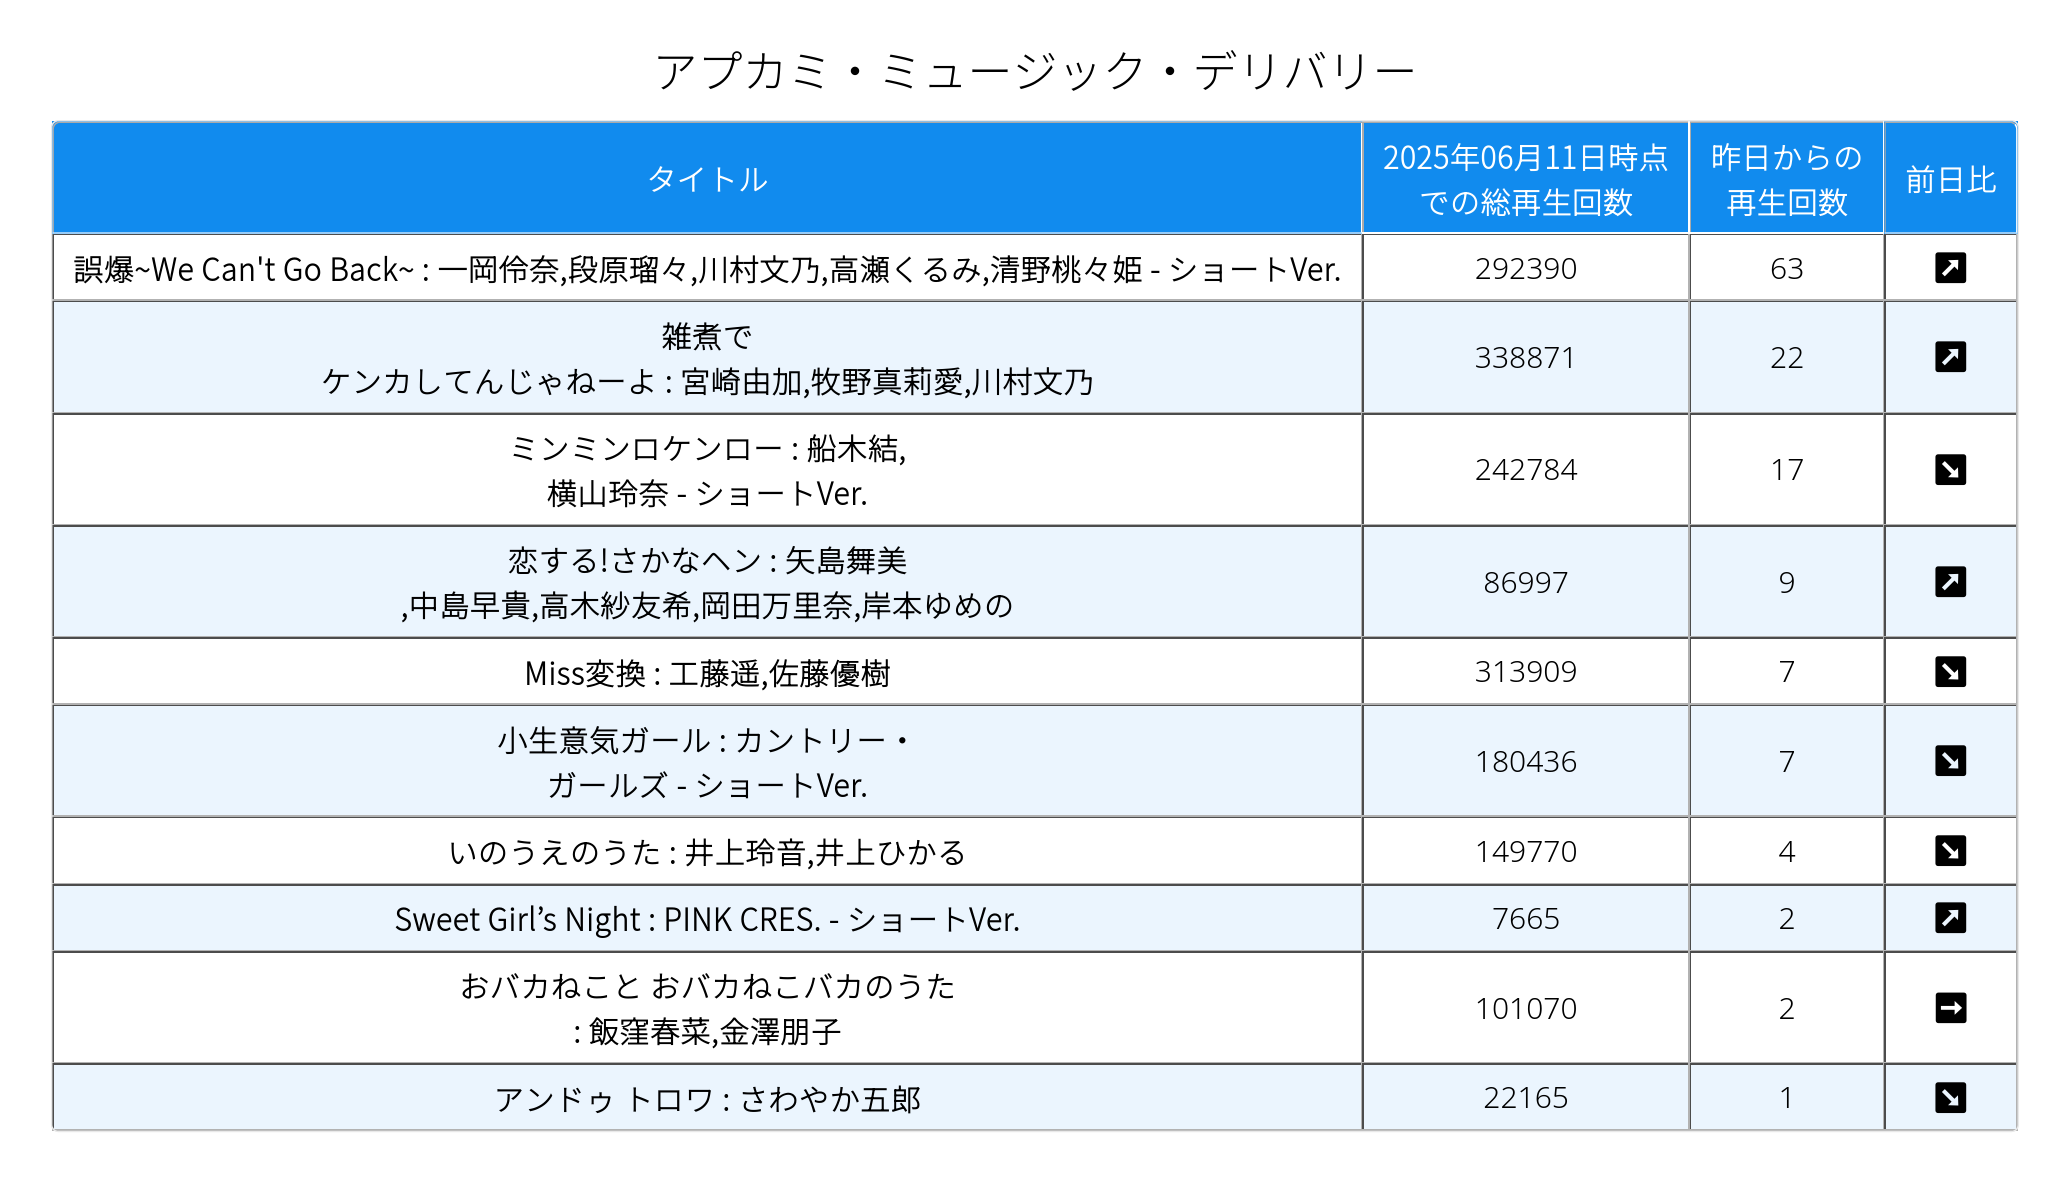 アプカミ・ミュージック・デリバリー
タイトル
2025年06月11日時点
での総再生回数
昨日からの
再生回数
前日比
誤爆~We Can't Go Back~ : 一岡伶奈,段原瑠々,川村文乃,高瀬くるみ,清野桃々姫 - ショートVer.
292390
63
雑煮で
ケンカしてんじゃねーよ : 宮崎由加,牧野真莉愛,川村文乃
338871
22
ミンミンロケンロー : 船木結,
横山玲奈 - ショートVer.
242784
17
恋する!さかなヘン : 矢島舞美
,中島早貴,高木紗友希,岡田万里奈,岸本ゆめの
86997
9
Miss変換 : 工藤遥,佐藤優樹
313909
7
小生意気ガール : カントリー・
ガールズ - ショートVer.
180436
7
いのうえのうた : 井上玲音,井上ひかる
149770
4
Sweet Girl’s Night : PINK CRES. - ショートVer.
7665
2
おバカねこと おバカねこバカのうた
: 飯窪春菜,金澤朋子
101070
2
アンドゥ トロワ : さわやか五郎
22165
1